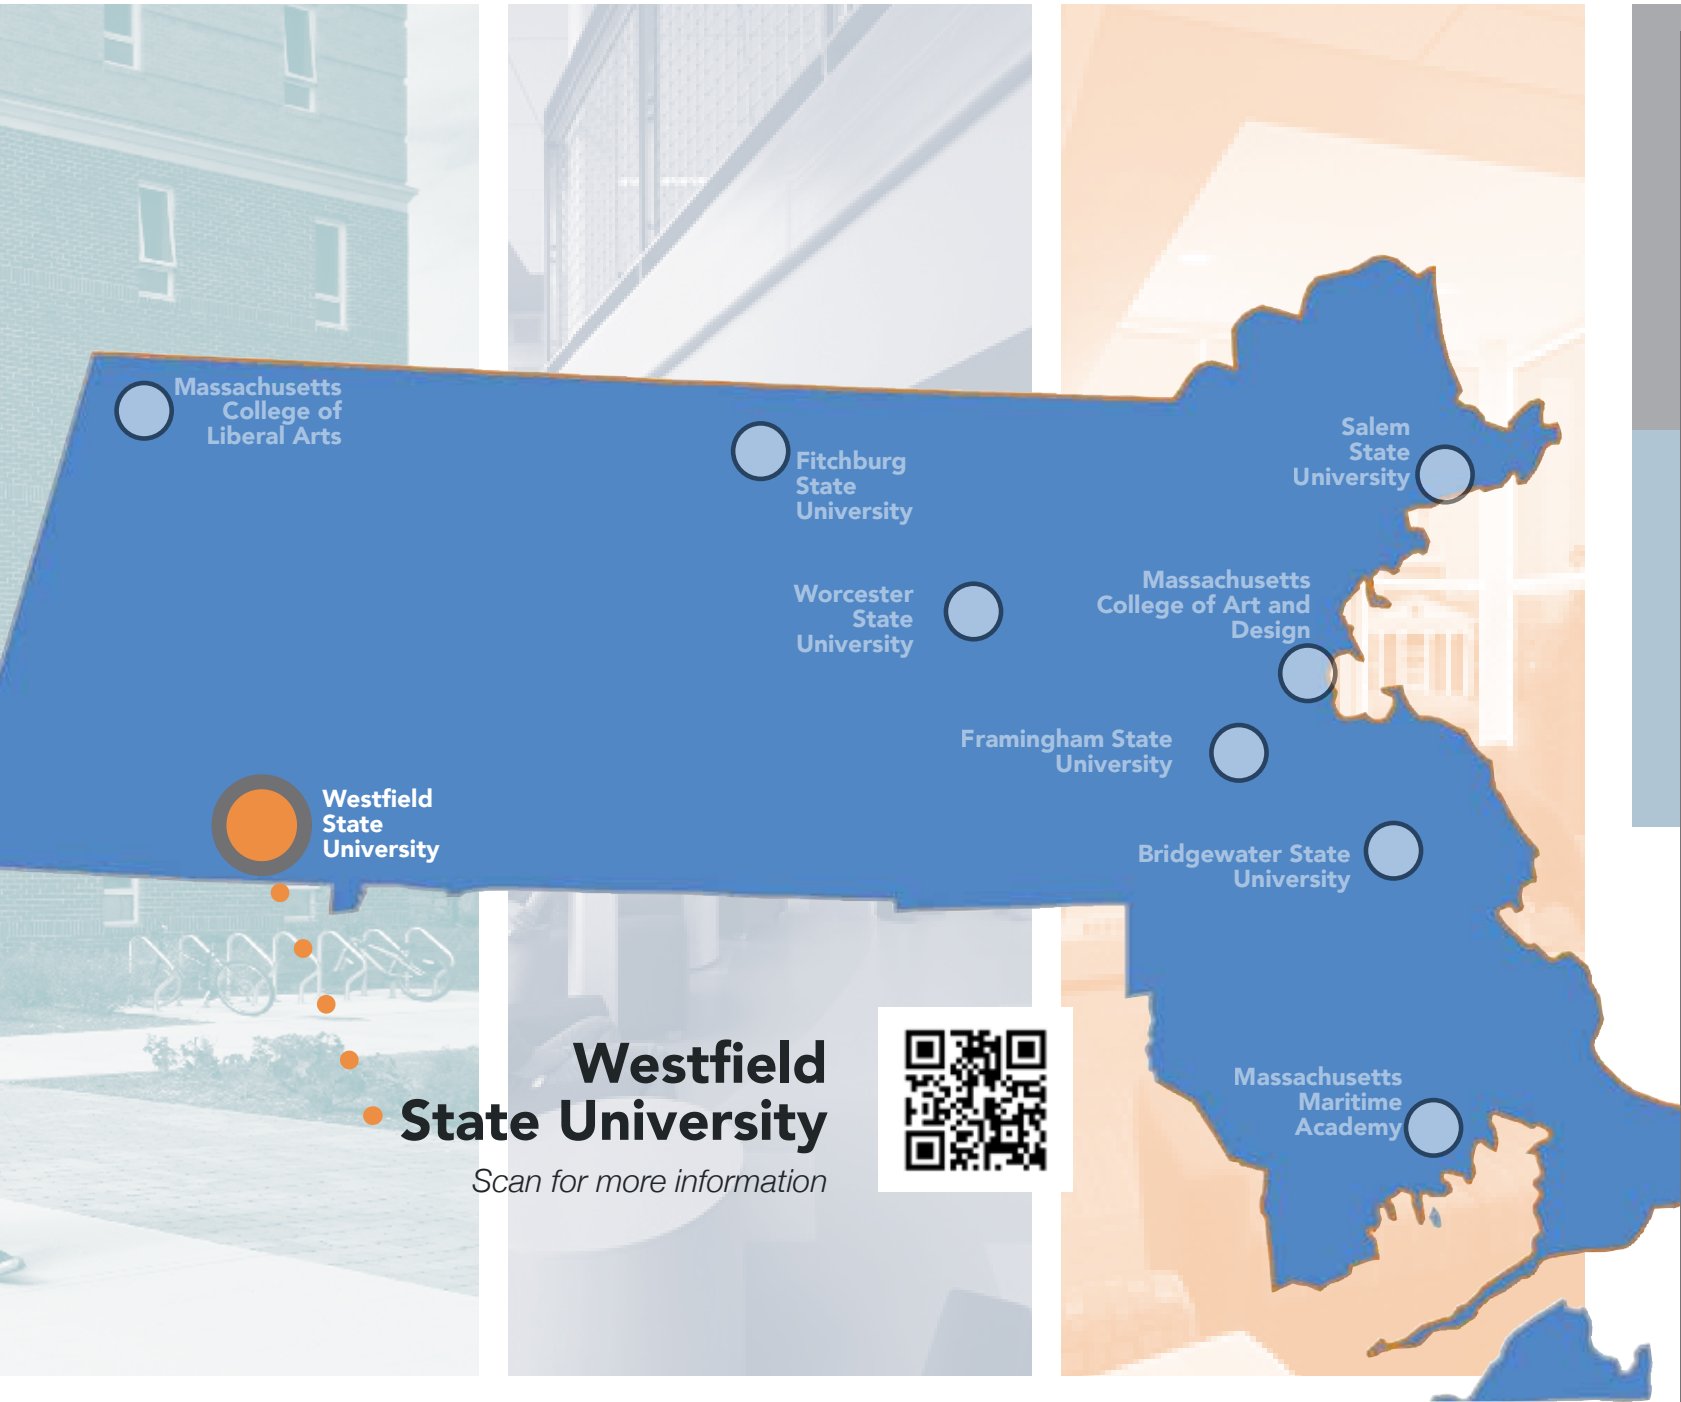 Massachusetts
College of
Liberal Arts
Fitchburg
State
University
Salem
State
University
Worcester
State
University
Massachusetts
College of Art and
Design
Framingham State
University
Westfield
State
University
Bridgewater State
University
Westfield
State University
Scan for more information
Massachusetts
Maritime
Academy